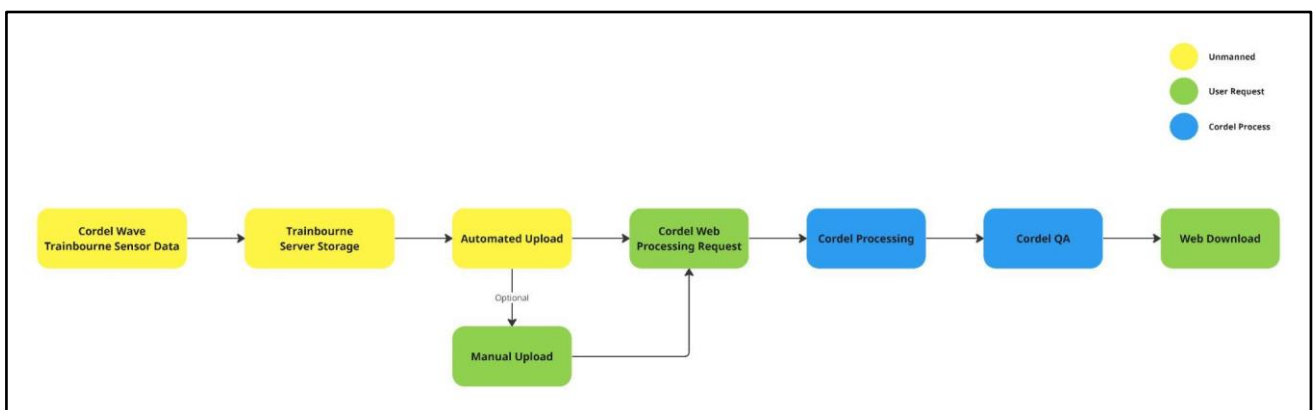 Unmanned
User Request
Cordel Process
Cordel Wave
Trainbourne Sensor Data
Trainbourne
Server Storage
Automated Upload
Cordel Web
Processing Request
Cordel Processing
Cordel QA
Web Download
Optional
Manual Upload